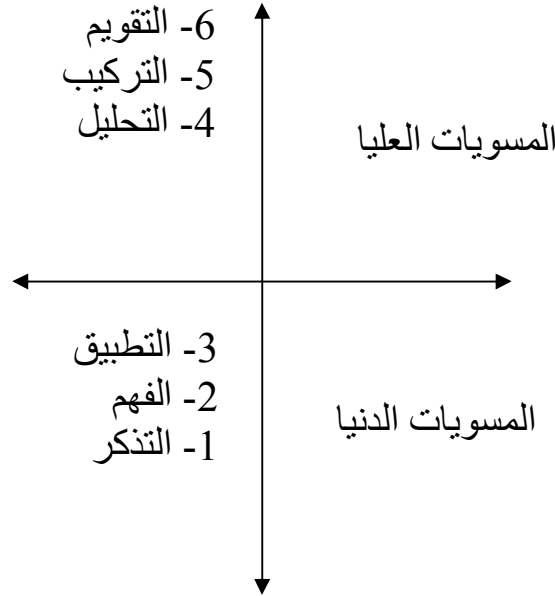 6- التقويم
5- التركيب
4- التحليل
المسويات العليا
3- التطبيق
2- الفهم
1- التذكر
المسويات الدنيا